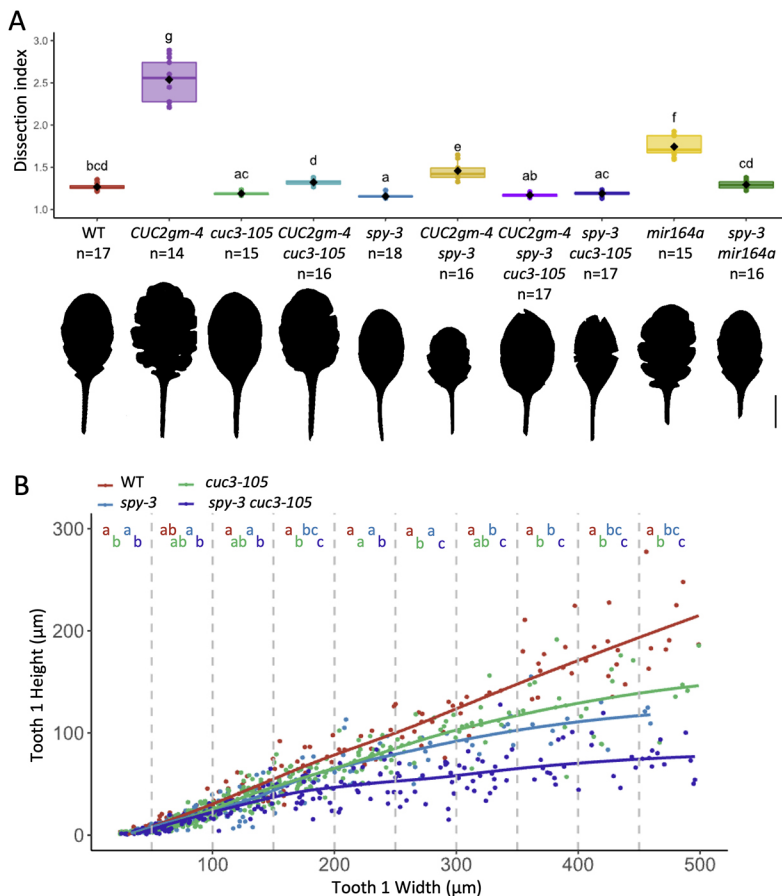 A
Dissection index
3.0
2.5
2.0
1.5
1.0
bcd
g
ac
d
a
e
ab
ac
f
cd
WT
n=17
CUC2gm-4
n=14
cuc3-105
n=15
CUC2gm-4
cuc3-105
n=16
spy-3
n=18
CUC2gm-4
spy-3
n=16
CUC2gm-4
spy-3
cuc3-105
n=17
spy-3
cuc3-105
n=17
mir164a
n=15
spy-3
mir164a
n=16
B
WT
cuc3-105
spy-3
spy-3 cuc3-105
a a ab a a a a bc a a a a a b a b a bc a bc
b b ab b ab b b c a b b c ab c b c b c b c
Tooth 1 Height (µm)
300
200
100
0
100 200 300 400 500
Tooth 1 Width (µm)